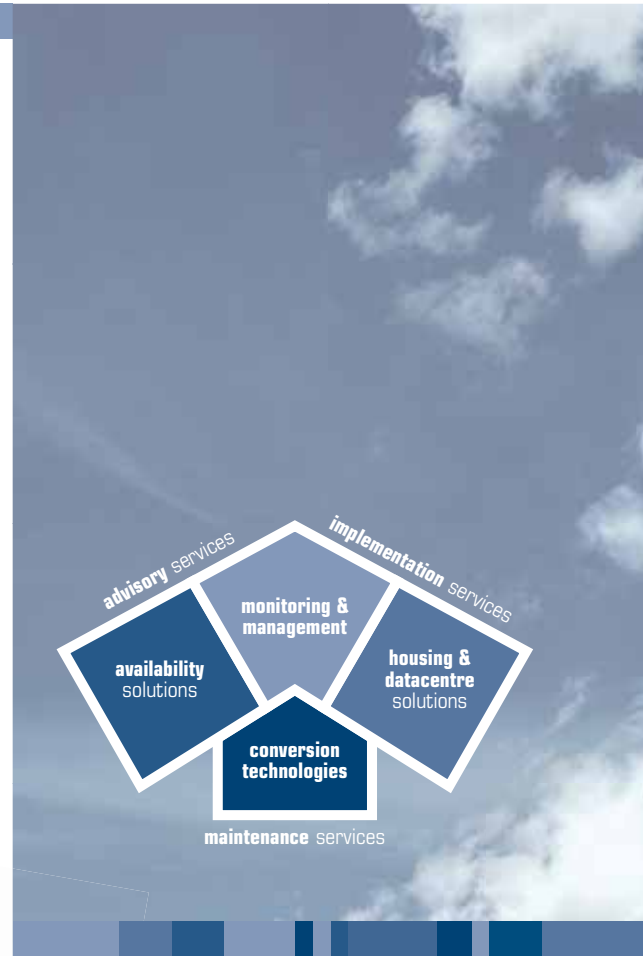 advisory services
implementation services
monitoring &
management
availability
solutions
housing &
datacentre
solutions
conversion
technologies
maintenance services